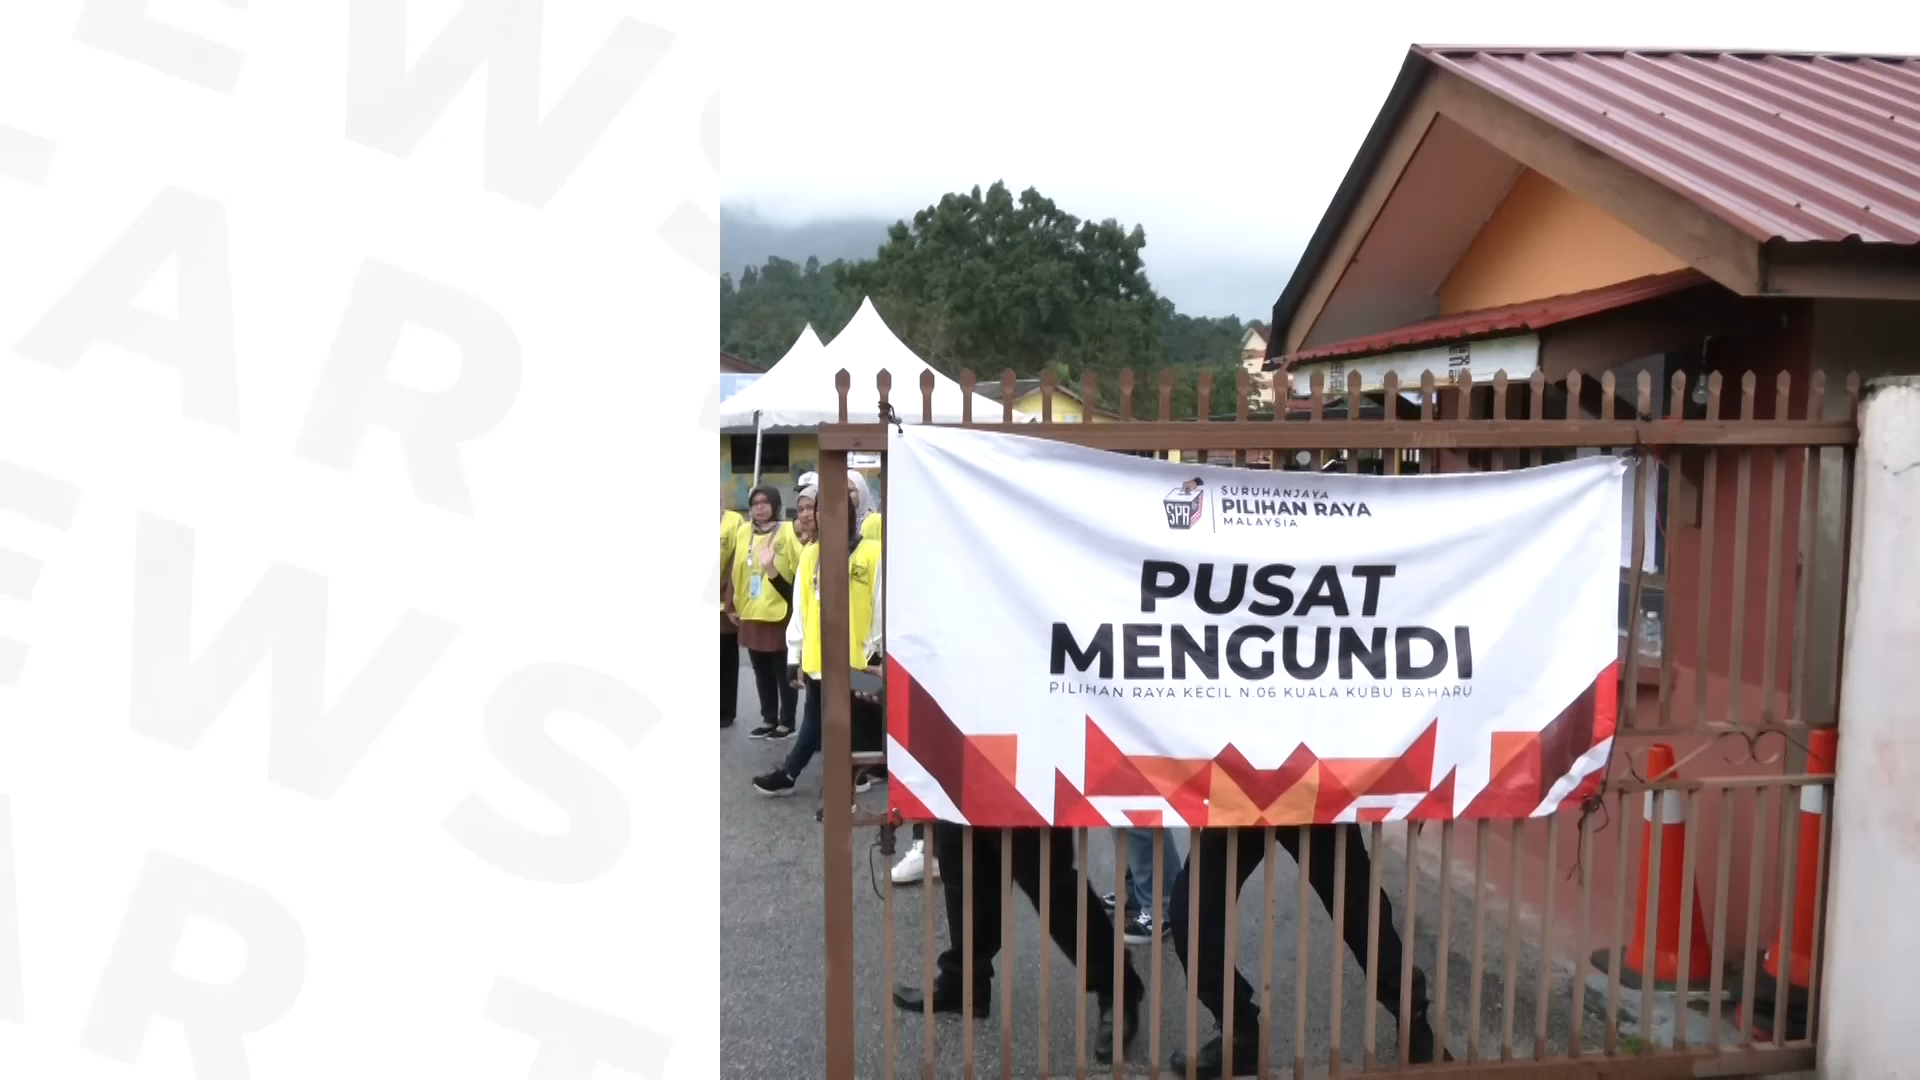 SPR
SURUHANJAYA
PILIHAN RAYA
MALAYSIA
PUSAT
MENGUNDI
PILIHAN RAYA KECIL N.06 KUALA KUBU BAHARU